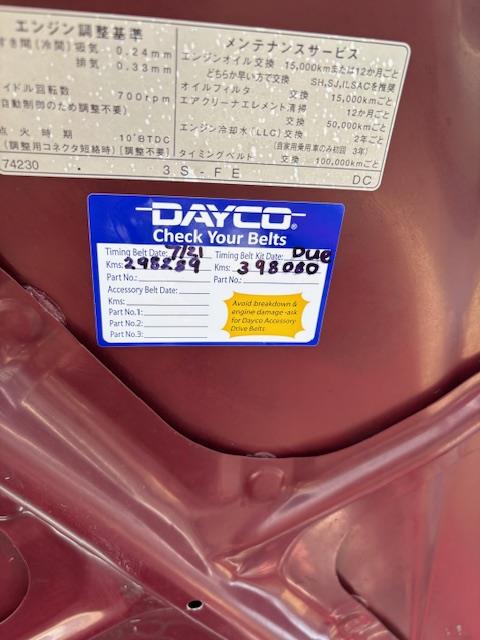 エンジン調整基準
すき間(冷間) 吸気 0.24mm
排気 0.33mm
アイドル回転数 700rpm
自動制御のため調整不要)
点火時期 10°BTDC
(調整用コネクタ短絡時)[調整不要]
74230
メンテナンスサービス
エンジンオイル交換 15,000kmまたは12か月ごと
どちらか早い方で交換 SH,SJ,ILSACを推奨
オイルフィルタ 交換 15,000kmごと
エアクリーナエレメント清掃 12か月ごと
交換 50,000kmごと
エンジン冷却水(LLC)交換 2年ごと
(自家用乗用車のみ初回 3年)
タイミングベルト 交換 100,000kmごと
3S-FE DC
DAYCO®
Check Your Belts
Timing Belt Date: 7/21
Kms: 298289
Part No.:
Timing Belt Kit Date: Due
Kms: 398000
Part No.:
Accessory Belt Date:
Kms:
Part No.1:
Part No.2:
Part No.3:
Avoid breakdown &
engine damage -ask
for Dayco Accessory
Drive Belts